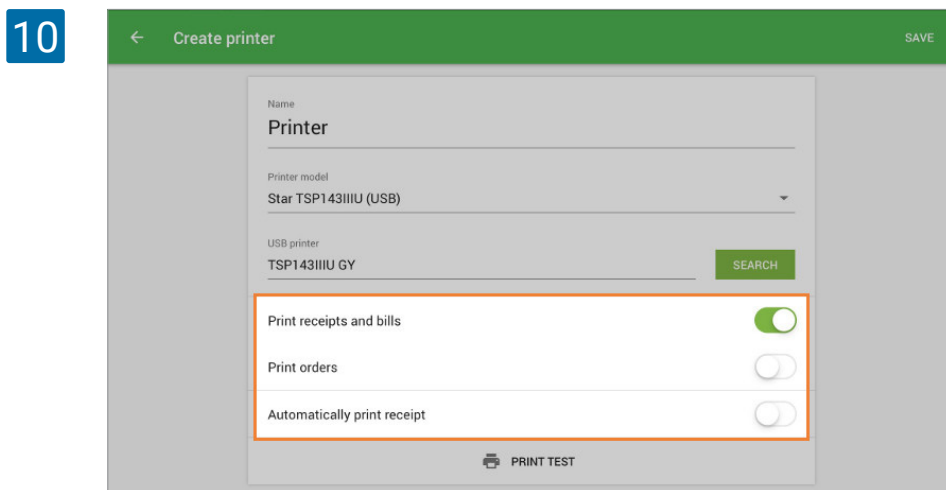 10
Create printer
SAVE
Name
Printer
Printer model
Star TSP143IIIU (USB)
USB printer
TSP143IIIU GY
SEARCH
Print receipts and bills
Print orders
Automatically print receipt
PRINT TEST